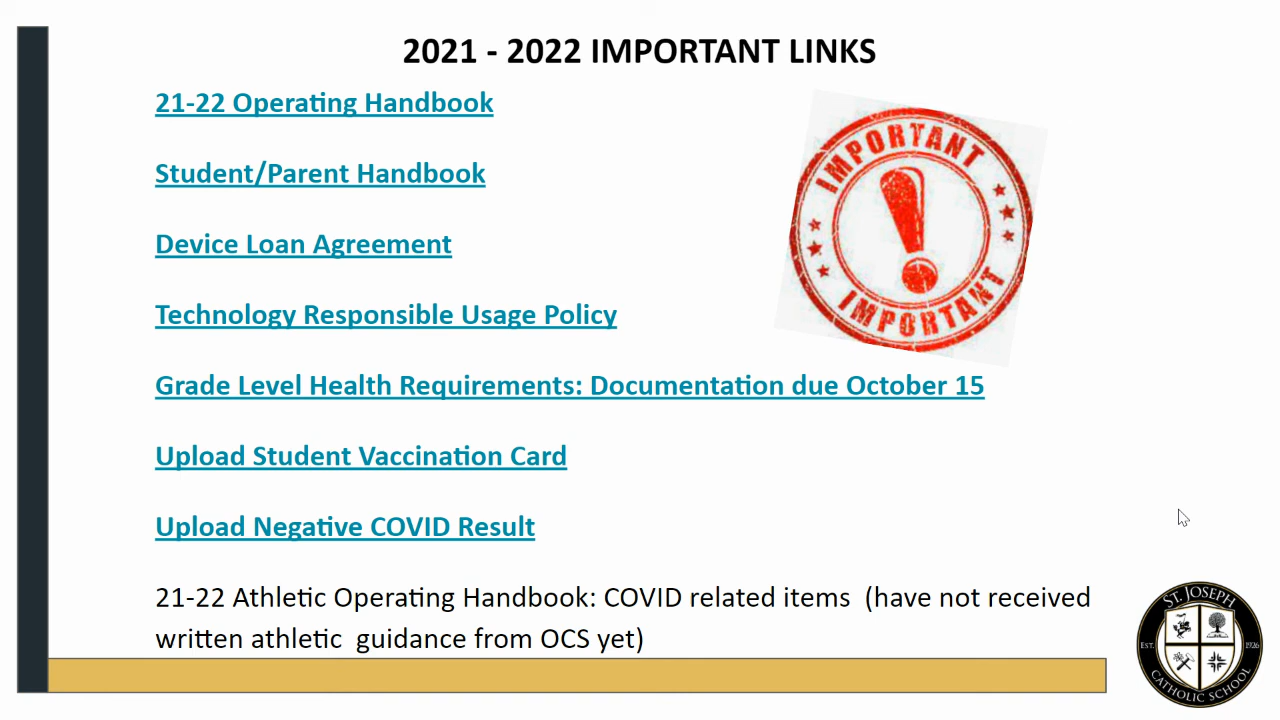 2021 - 2022 IMPORTANT LINKS
21-22 Operating Handbook
Student/Parent Handbook
Device Loan Agreement
Technology Responsible Usage Policy
Grade Level Health Requirements: Documentation due October 15
Upload Student Vaccination Card
Upload Negative COVID Result
21-22 Athletic Operating Handbook: COVID related items (have not received
written athletic guidance from OCS yet)
IMPORTANT
!
IMPORTANT
ST. JOSEPH
EST. 1926
CATHOLIC SCHOOL